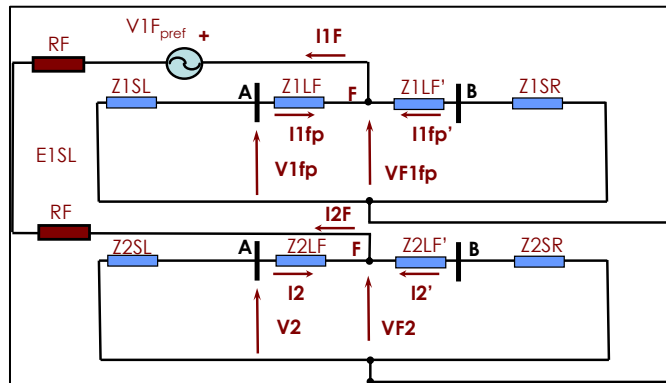 V1Fpref + I1F
RF
Z1SL A Z1LF F Z1LF' B Z1SR
I1fp I1fp'
E1SL V1fp VF1fp
RF I2F
Z2SL A Z2LF F Z2LF' B Z2SR
I2 I2'
V2 VF2